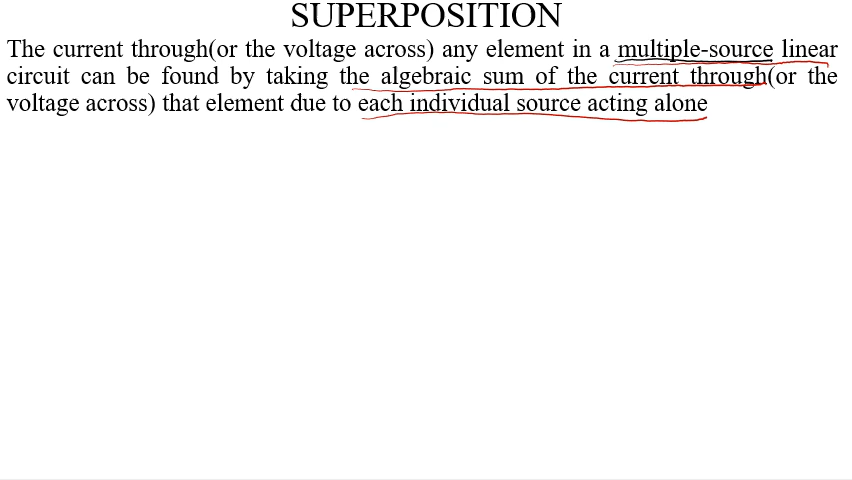 SUPERPOSITION
The current through(or the voltage across) any element in a multiple-source linear
circuit can be found by taking the algebraic sum of the current through(or the
voltage across) that element due to each individual source acting alone